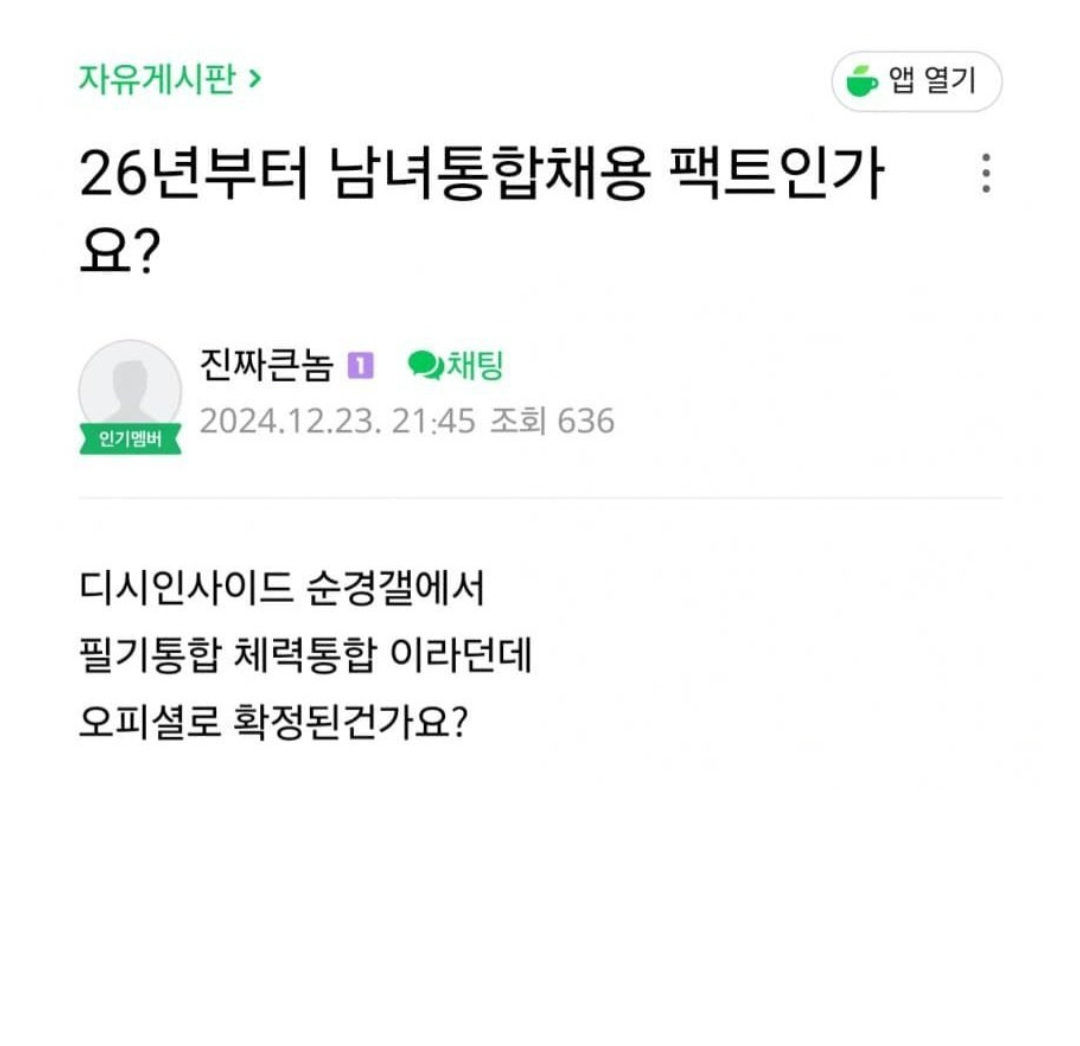 자유게시판 >
앱 열기
26년부터 남녀통합채용 팩트인가
요?
진짜큰놈 1 채팅
2024.12.23. 21:45 조회 636
인기멤버
디시인사이드 순경갤에서
필기통합 체력통합 이라던데
오피셜로 확정된건가요?